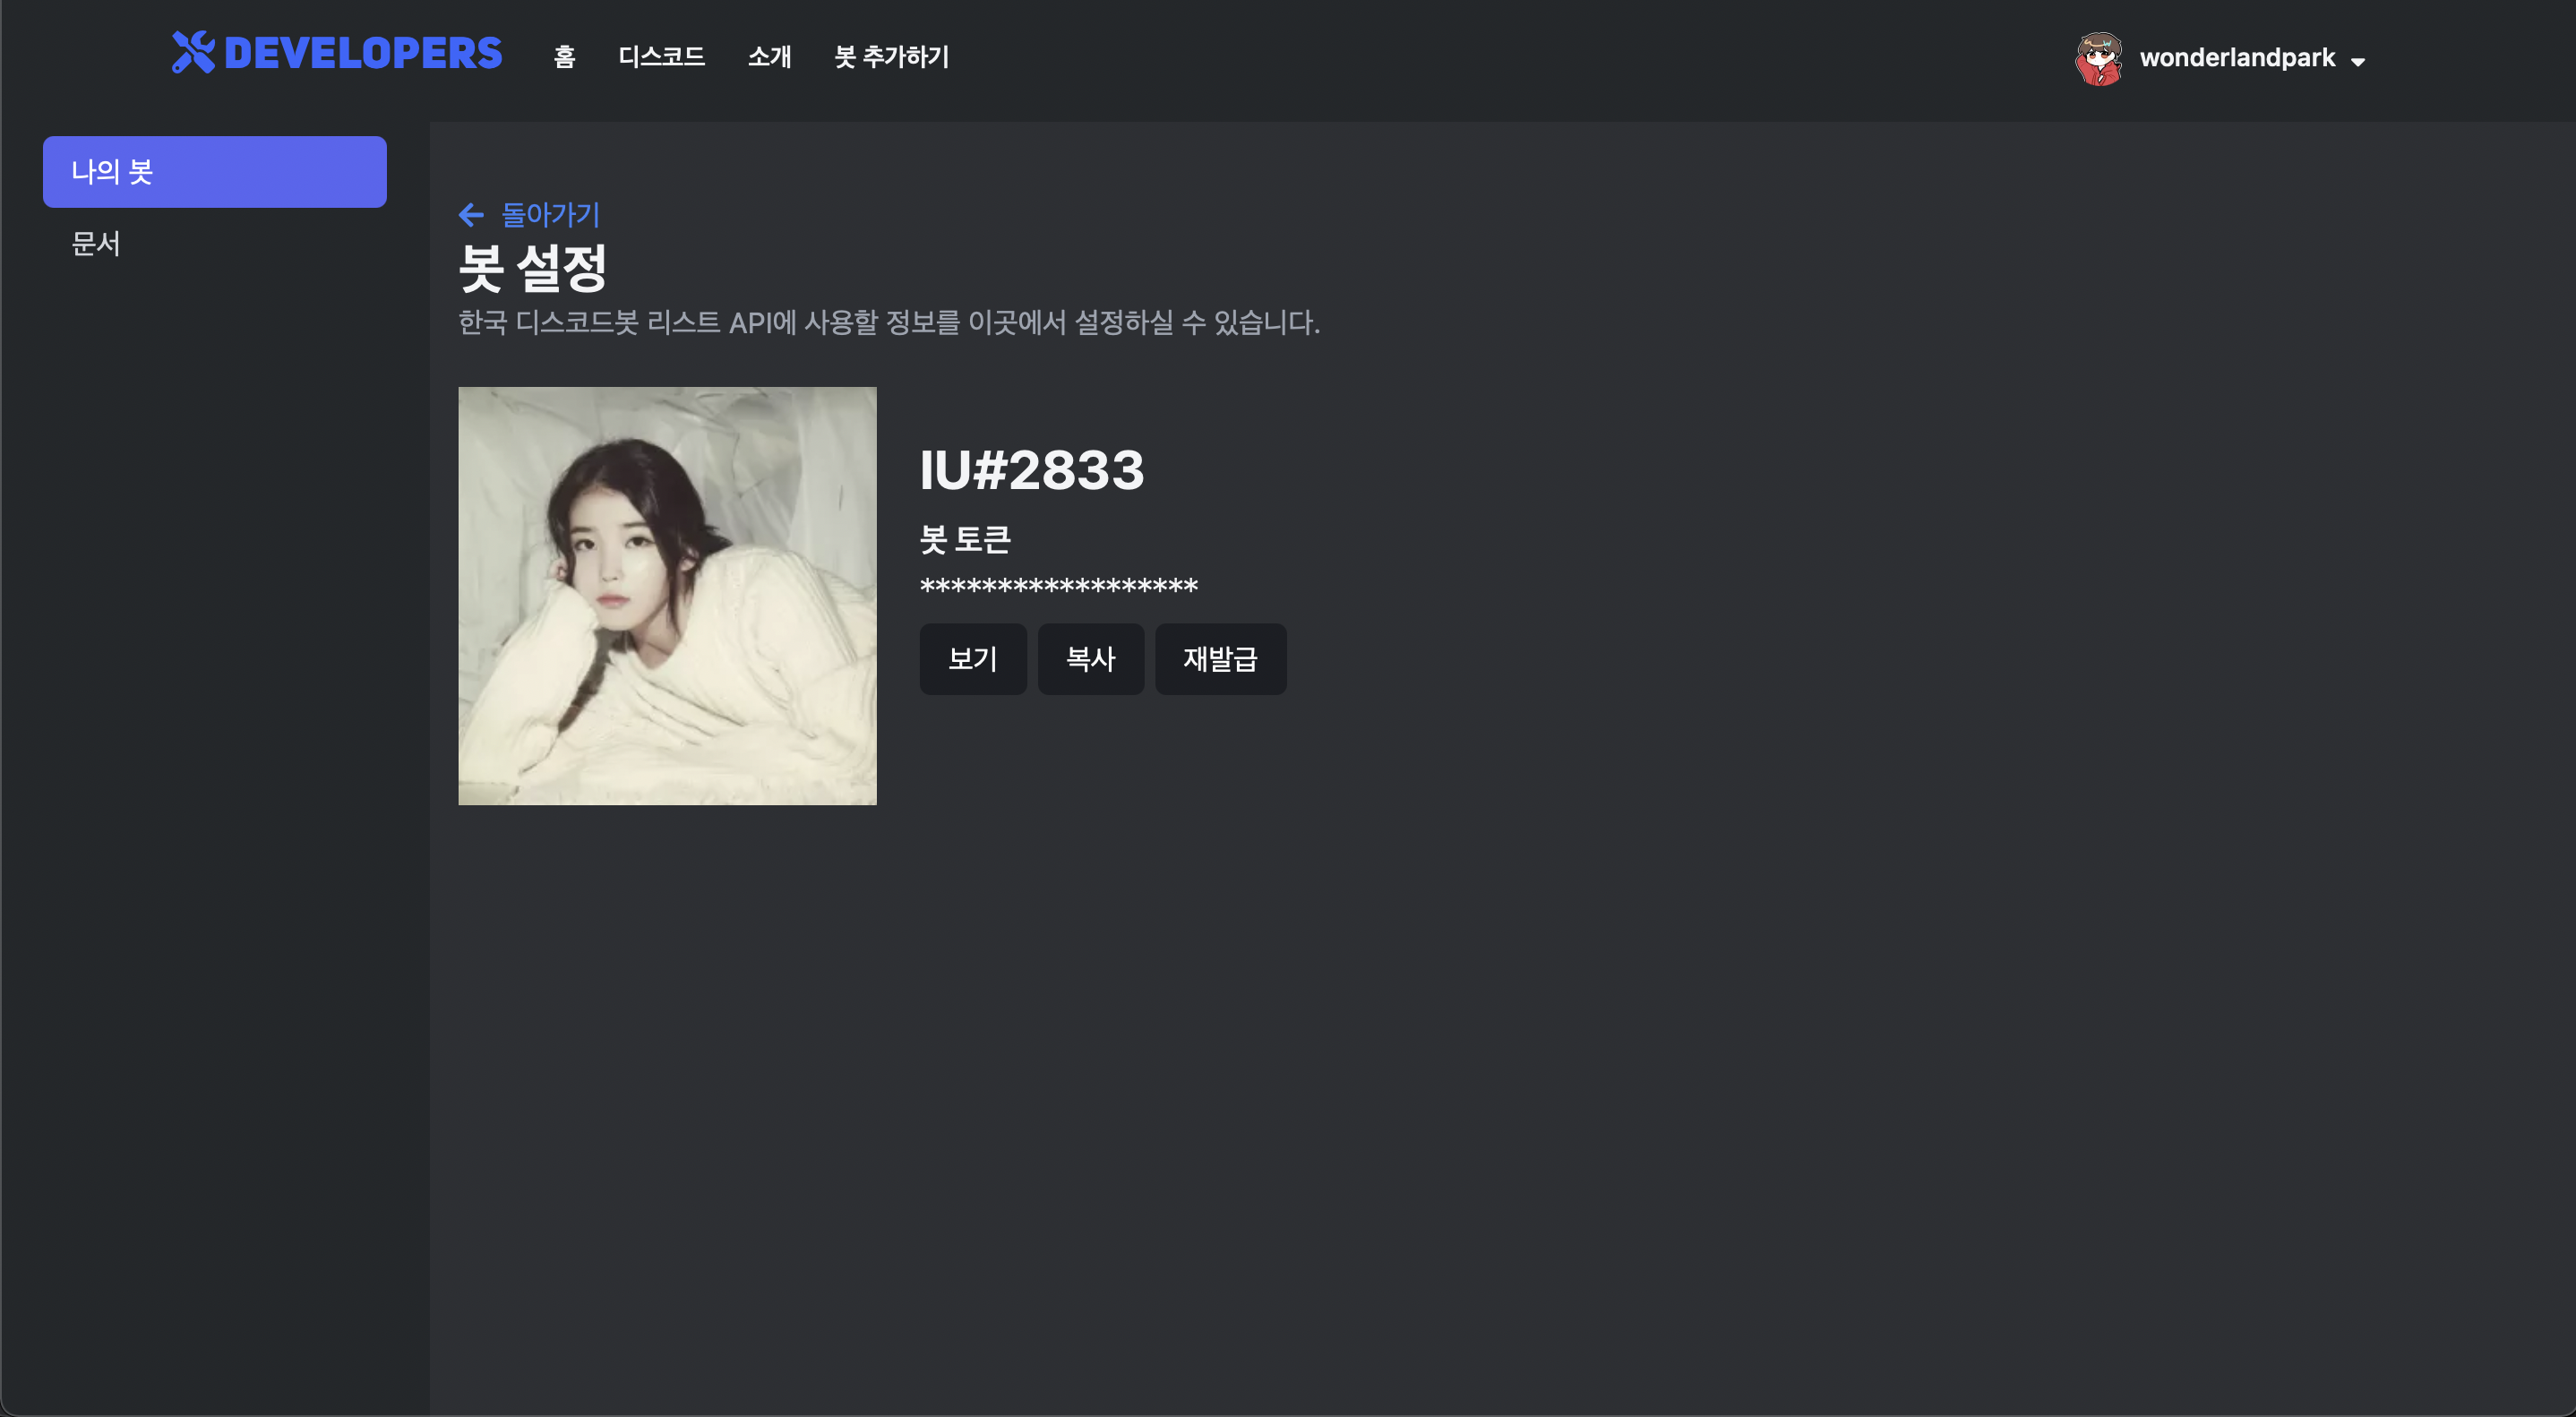 DEVELOPERS 홈 디스코드 소개 봇 추가하기 wonderlandpark
나의 봇
문서
돌아가기
봇 설정
한국 디스코드봇 리스트 API에 사용할 정보를 이곳에서 설정하실 수 있습니다.
IU#2833
봇 토큰
******************
보기 복사 재발급